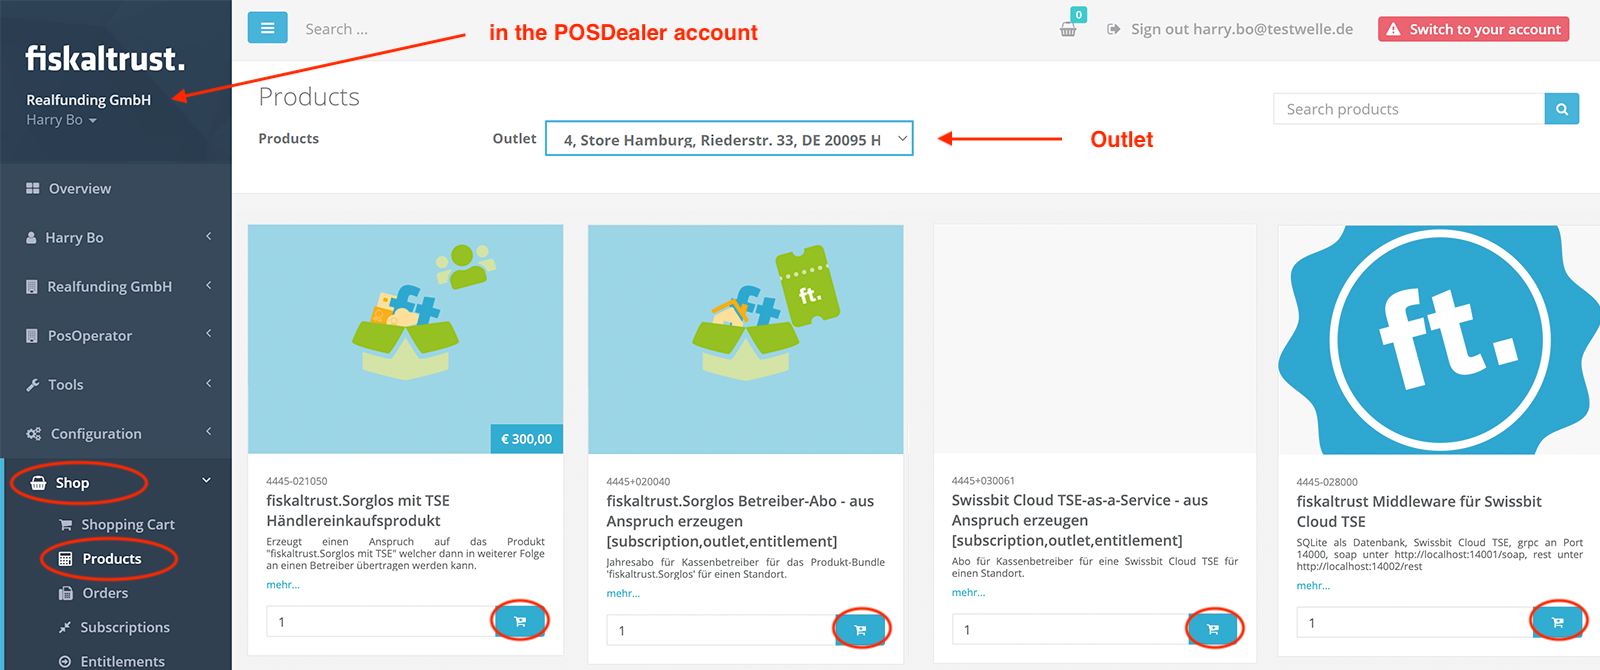 fiskaltrust.
Realfunding GmbH
Harry Bo
Overview
Harry Bo
Realfunding GmbH
PosOperator
Tools
Configuration
Shop
Shopping Cart
Products
Orders
Subscriptions
Entitlements
Search ...
in the POSDealer account
0
Sign out harry.bo@testwelle.de
Switch to your account
Products
Search products
Products
Outlet
4, Store Hamburg, Riederstr. 33, DE 20095 H
Outlet
€ 300,00
4445-021050
fiskaltrust.Sorglos mit TSE
Händlereinkaufsprodukt
Erzeugt einen Anspruch auf das Produkt
"fiskaltrust.Sorglos mit TSE" welcher dann in weiterer Folge
an einen Betreiber übertragen werden kann.
mehr...
1
ft.
4445+020040
fiskaltrust.Sorglos Betreiber-Abo - aus
Anspruch erzeugen
[subscription,outlet,entitlement]
Jahresabo für Kassenbetreiber für das Produkt-Bundle
'fiskaltrust.Sorglos' für einen Standort.
mehr...
1
4445+030061
Swissbit Cloud TSE-as-a-Service - aus
Anspruch erzeugen
[subscription,outlet,entitlement]
Abo für Kassenbetreiber für eine Swissbit Cloud TSE für
einen Standort.
mehr...
1
ft.
4445-028000
fiskaltrust Middleware für Swissbit
Cloud TSE
SQLite als Datenbank, Swissbit Cloud TSE, grpc an Port
14000, soap unter http://localhost:14001/soap, rest unter
http://localhost:14002/rest
mehr...
1